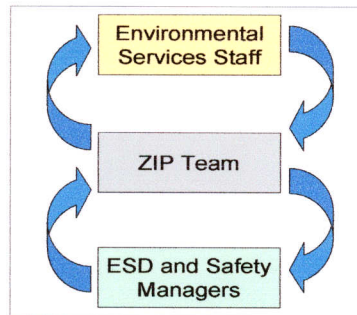 Environmental
Services Staff
ZIP Team
ESD and Safety
Managers